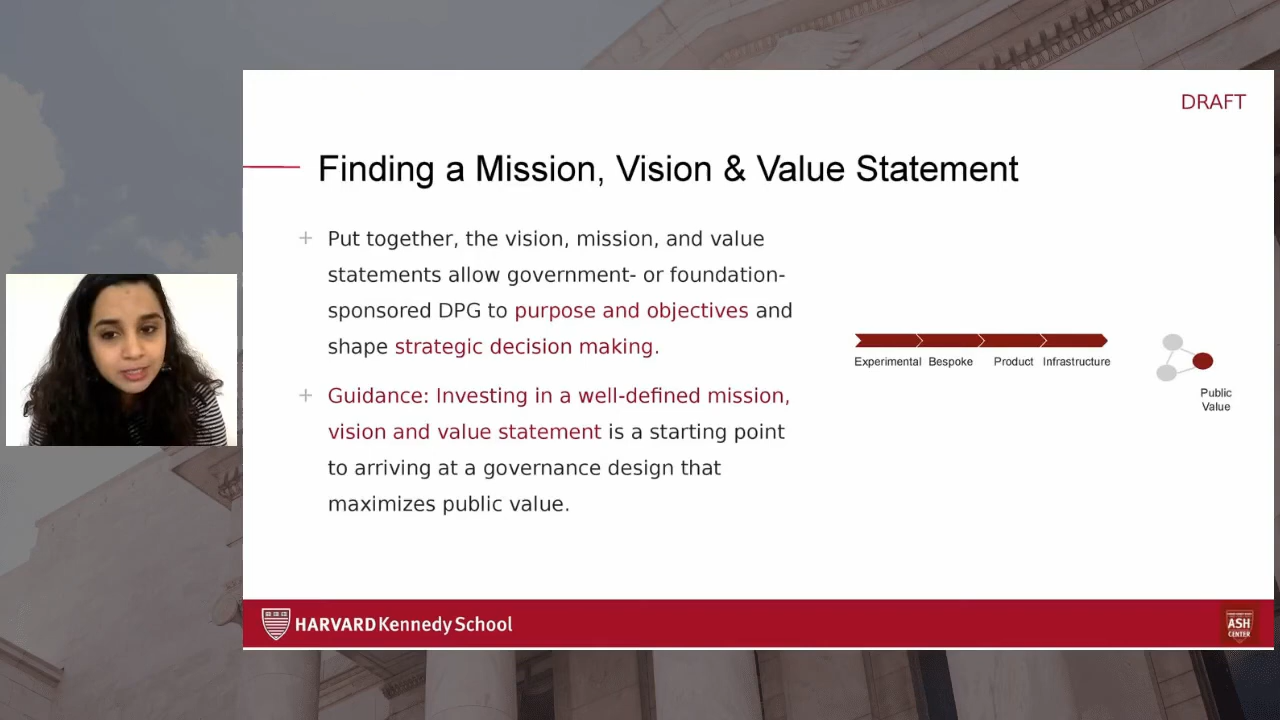 DRAFT
Finding a Mission, Vision & Value Statement
+ Put together, the vision, mission, and value
statements allow government- or foundation-
sponsored DPG to purpose and objectives and
shape strategic decision making.
+ Guidance: Investing in a well-defined mission,
vision and value statement is a starting point
to arriving at a governance design that
maximizes public value.
Experimental Bespoke Product Infrastructure
Public
Value
HARVARD Kennedy School
ASH
CENTER